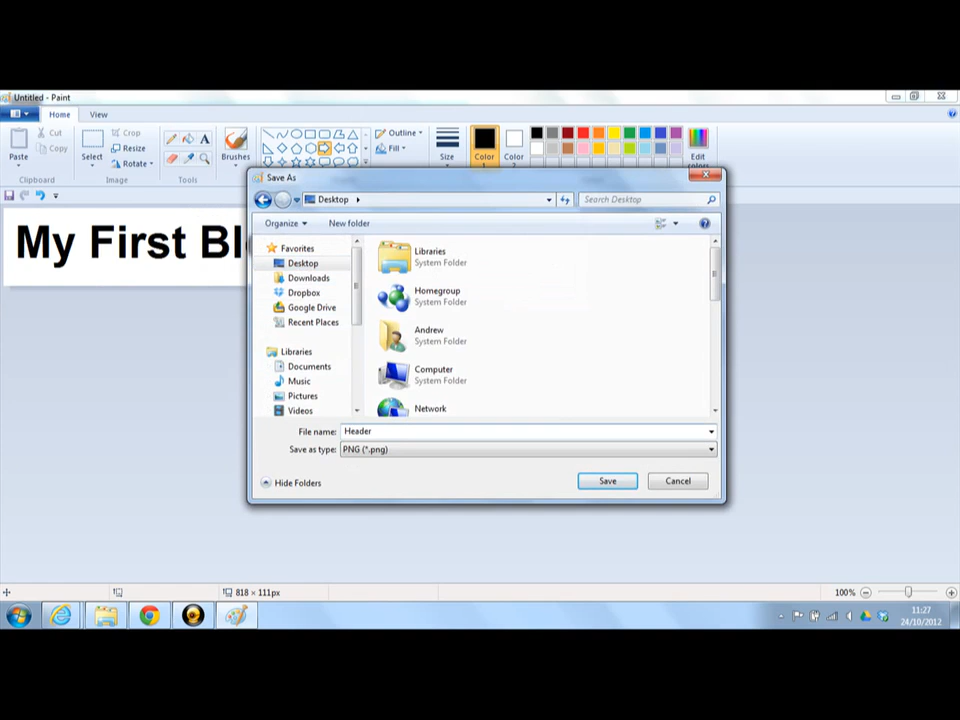 Untitled - Paint
Home View
Paste
Cut
Copy
Clipboard
Select
Crop
Resize
Rotate
Image
Tools
Brushes
Outline
Fill
Size
Color
1
Color
Edit
Save As
Desktop
Search Desktop
Organize New folder
Favorites
Desktop
Downloads
Dropbox
Google Drive
Recent Places
Libraries
Documents
Music
Pictures
Videos
Libraries
System Folder
Homegroup
System Folder
Andrew
System Folder
Computer
System Folder
Network
File name: Header
Save as type: PNG (*.png)
Hide Folders
Save Cancel
My First Bl
818 × 111px
100%
11:27
24/10/2012